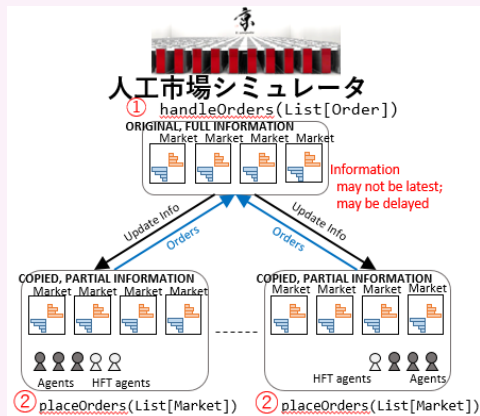 京
人工市場シミュレータ
① handleOrders(List[Order])
ORIGINAL, FULL INFORMATION
Market Market Market Market
Information
may not be latest;
may be delayed
Update Info
Orders
Orders
Update Info
COPIED, PARTIAL INFORMATION
Market Market Market Market
Agents HFT agents
② placeOrders(List[Market])
COPIED, PARTIAL INFORMATION
Market Market Market Market
HFT agents Agents
② placeOrders(List[Market])